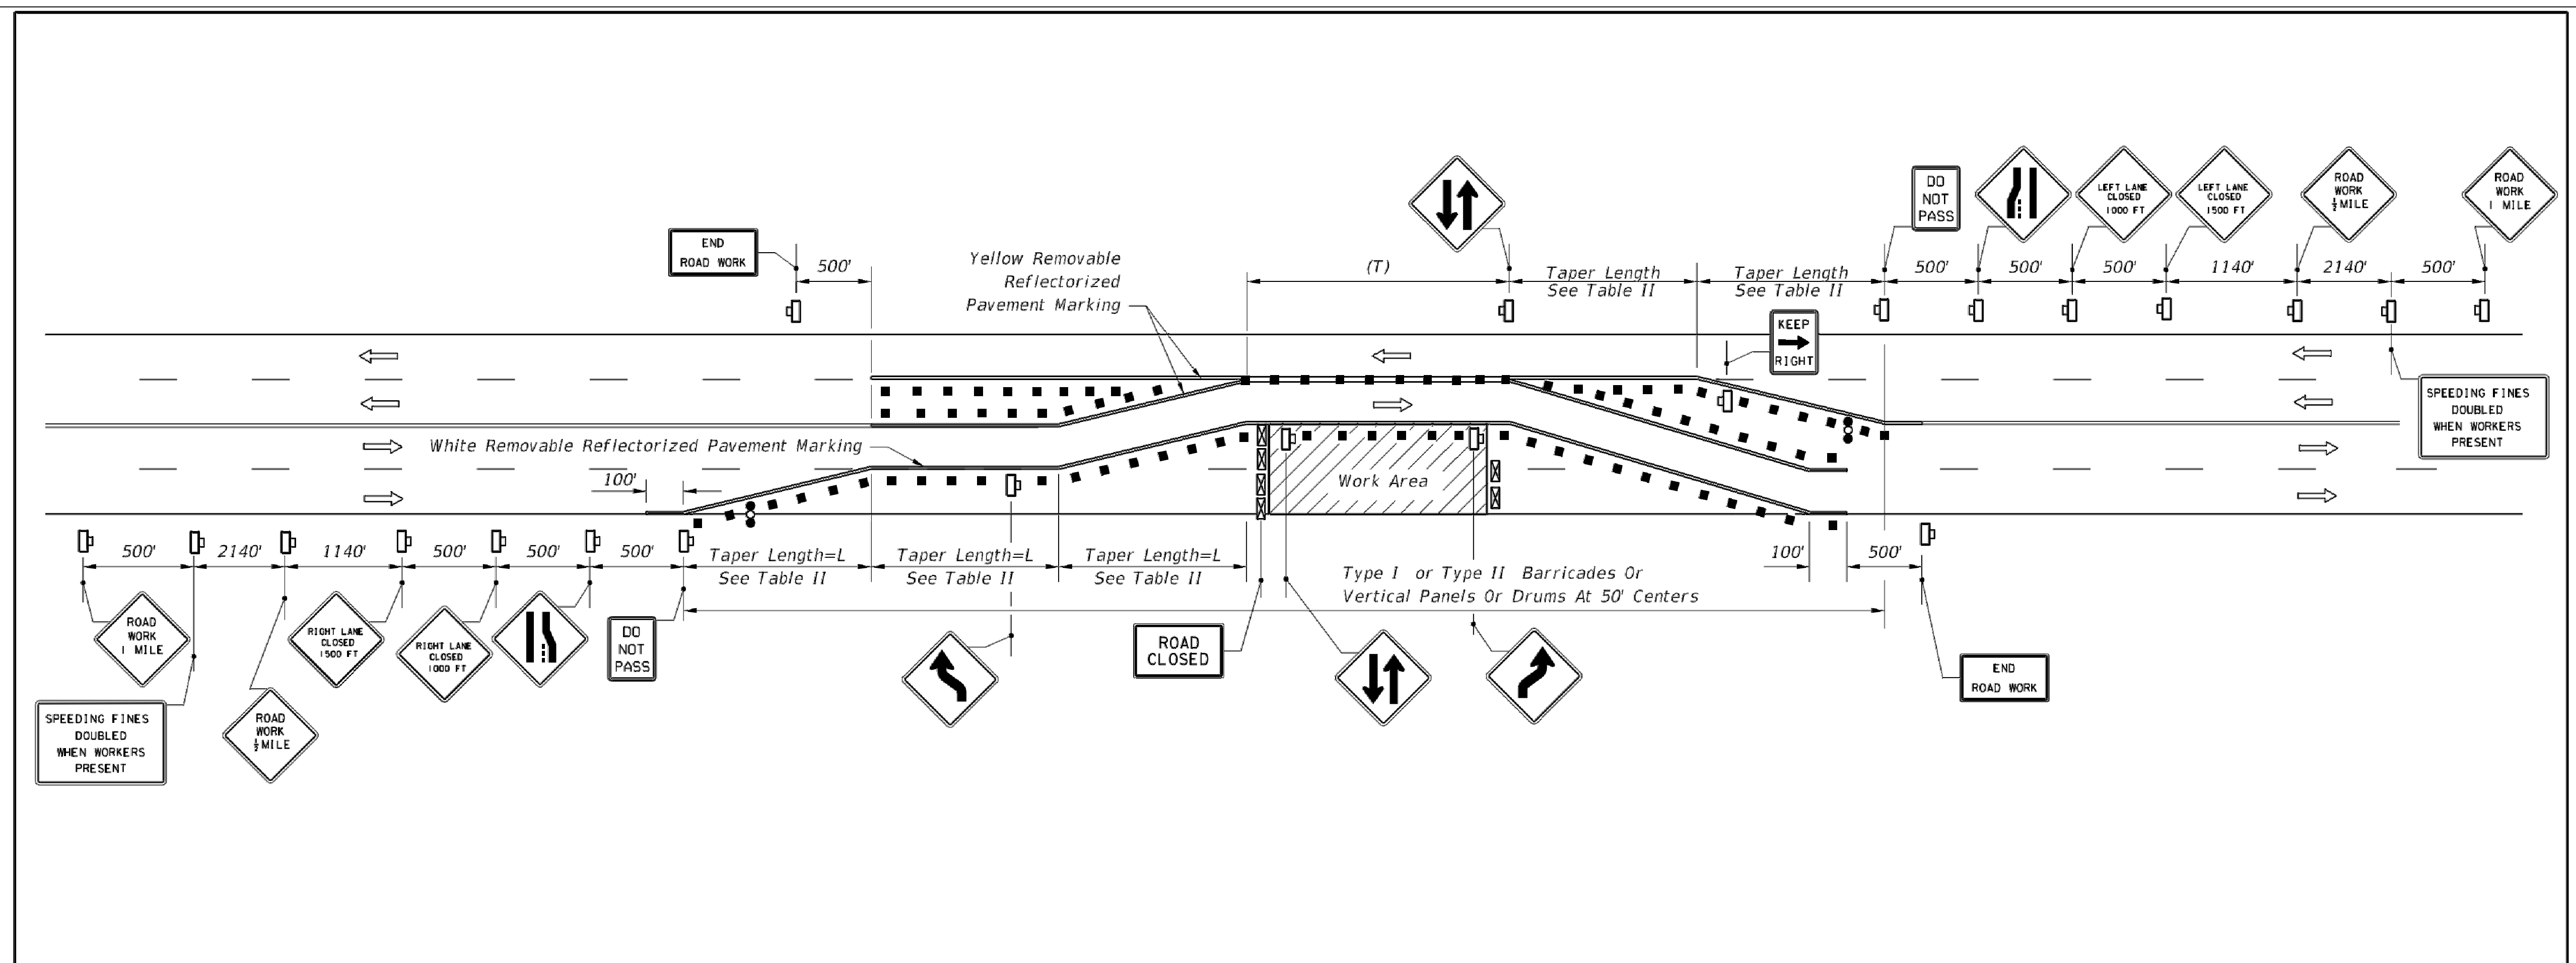 DO
NOT
PASS
LEFT LANE
CLOSED
1000 FT
LEFT LANE
CLOSED
1500 FT
ROAD
WORK
½ MILE
ROAD
WORK
1 MILE
END
ROAD WORK
500'
Yellow Removable
Reflectorized
Pavement Marking
(T)
Taper Length
See Table II
Taper Length
See Table II
500'
500'
500'
1140'
2140'
500'
KEEP
RIGHT
SPEEDING FINES
DOUBLED
WHEN WORKERS
PRESENT
White Removable Reflectorized Pavement Marking
100'
Work Area
500'
2140'
1140'
500'
500'
500'
Taper Length=L
See Table II
Taper Length=L
See Table II
Taper Length=L
See Table II
100'
500'
Type I or Type II Barricades Or
Vertical Panels Or Drums At 50' Centers
ROAD
WORK
1 MILE
RIGHT LANE
CLOSED
1500 FT
RIGHT LANE
CLOSED
1000 FT
DO
NOT
PASS
ROAD
CLOSED
END
ROAD WORK
SPEEDING FINES
DOUBLED
WHEN WORKERS
PRESENT
ROAD
WORK
½ MILE